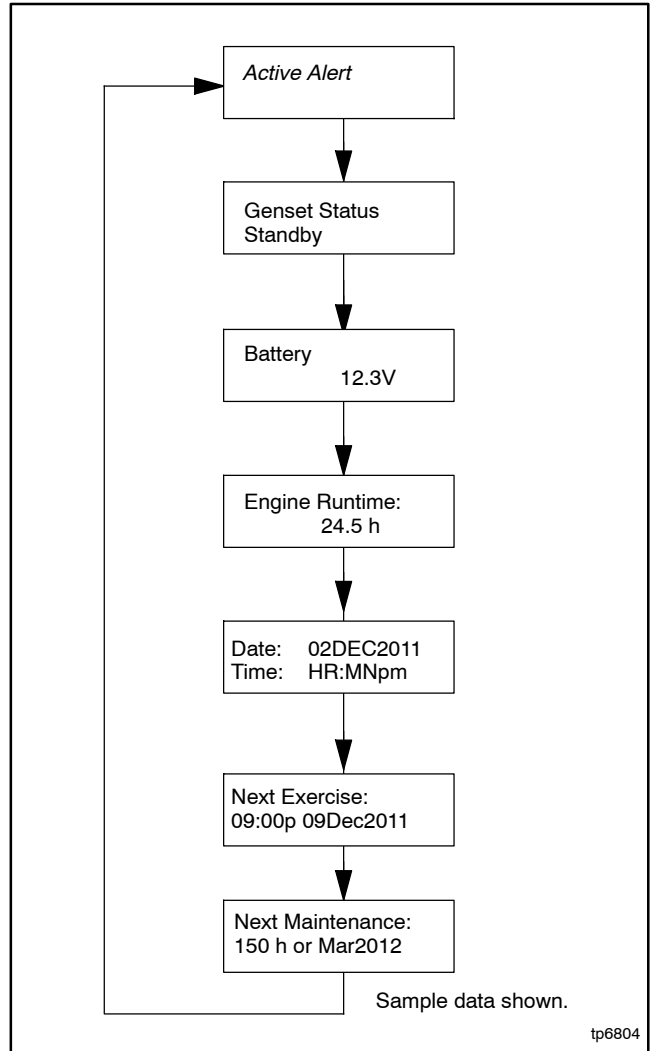 Active Alert
Genset Status
Standby
Battery
12.3V
Engine Runtime:
24.5 h
Date: 02DEC2011
Time: HR:MNpm
Next Exercise:
09:00p 09Dec2011
Next Maintenance:
150 h or Mar2012
Sample data shown.
tp6804